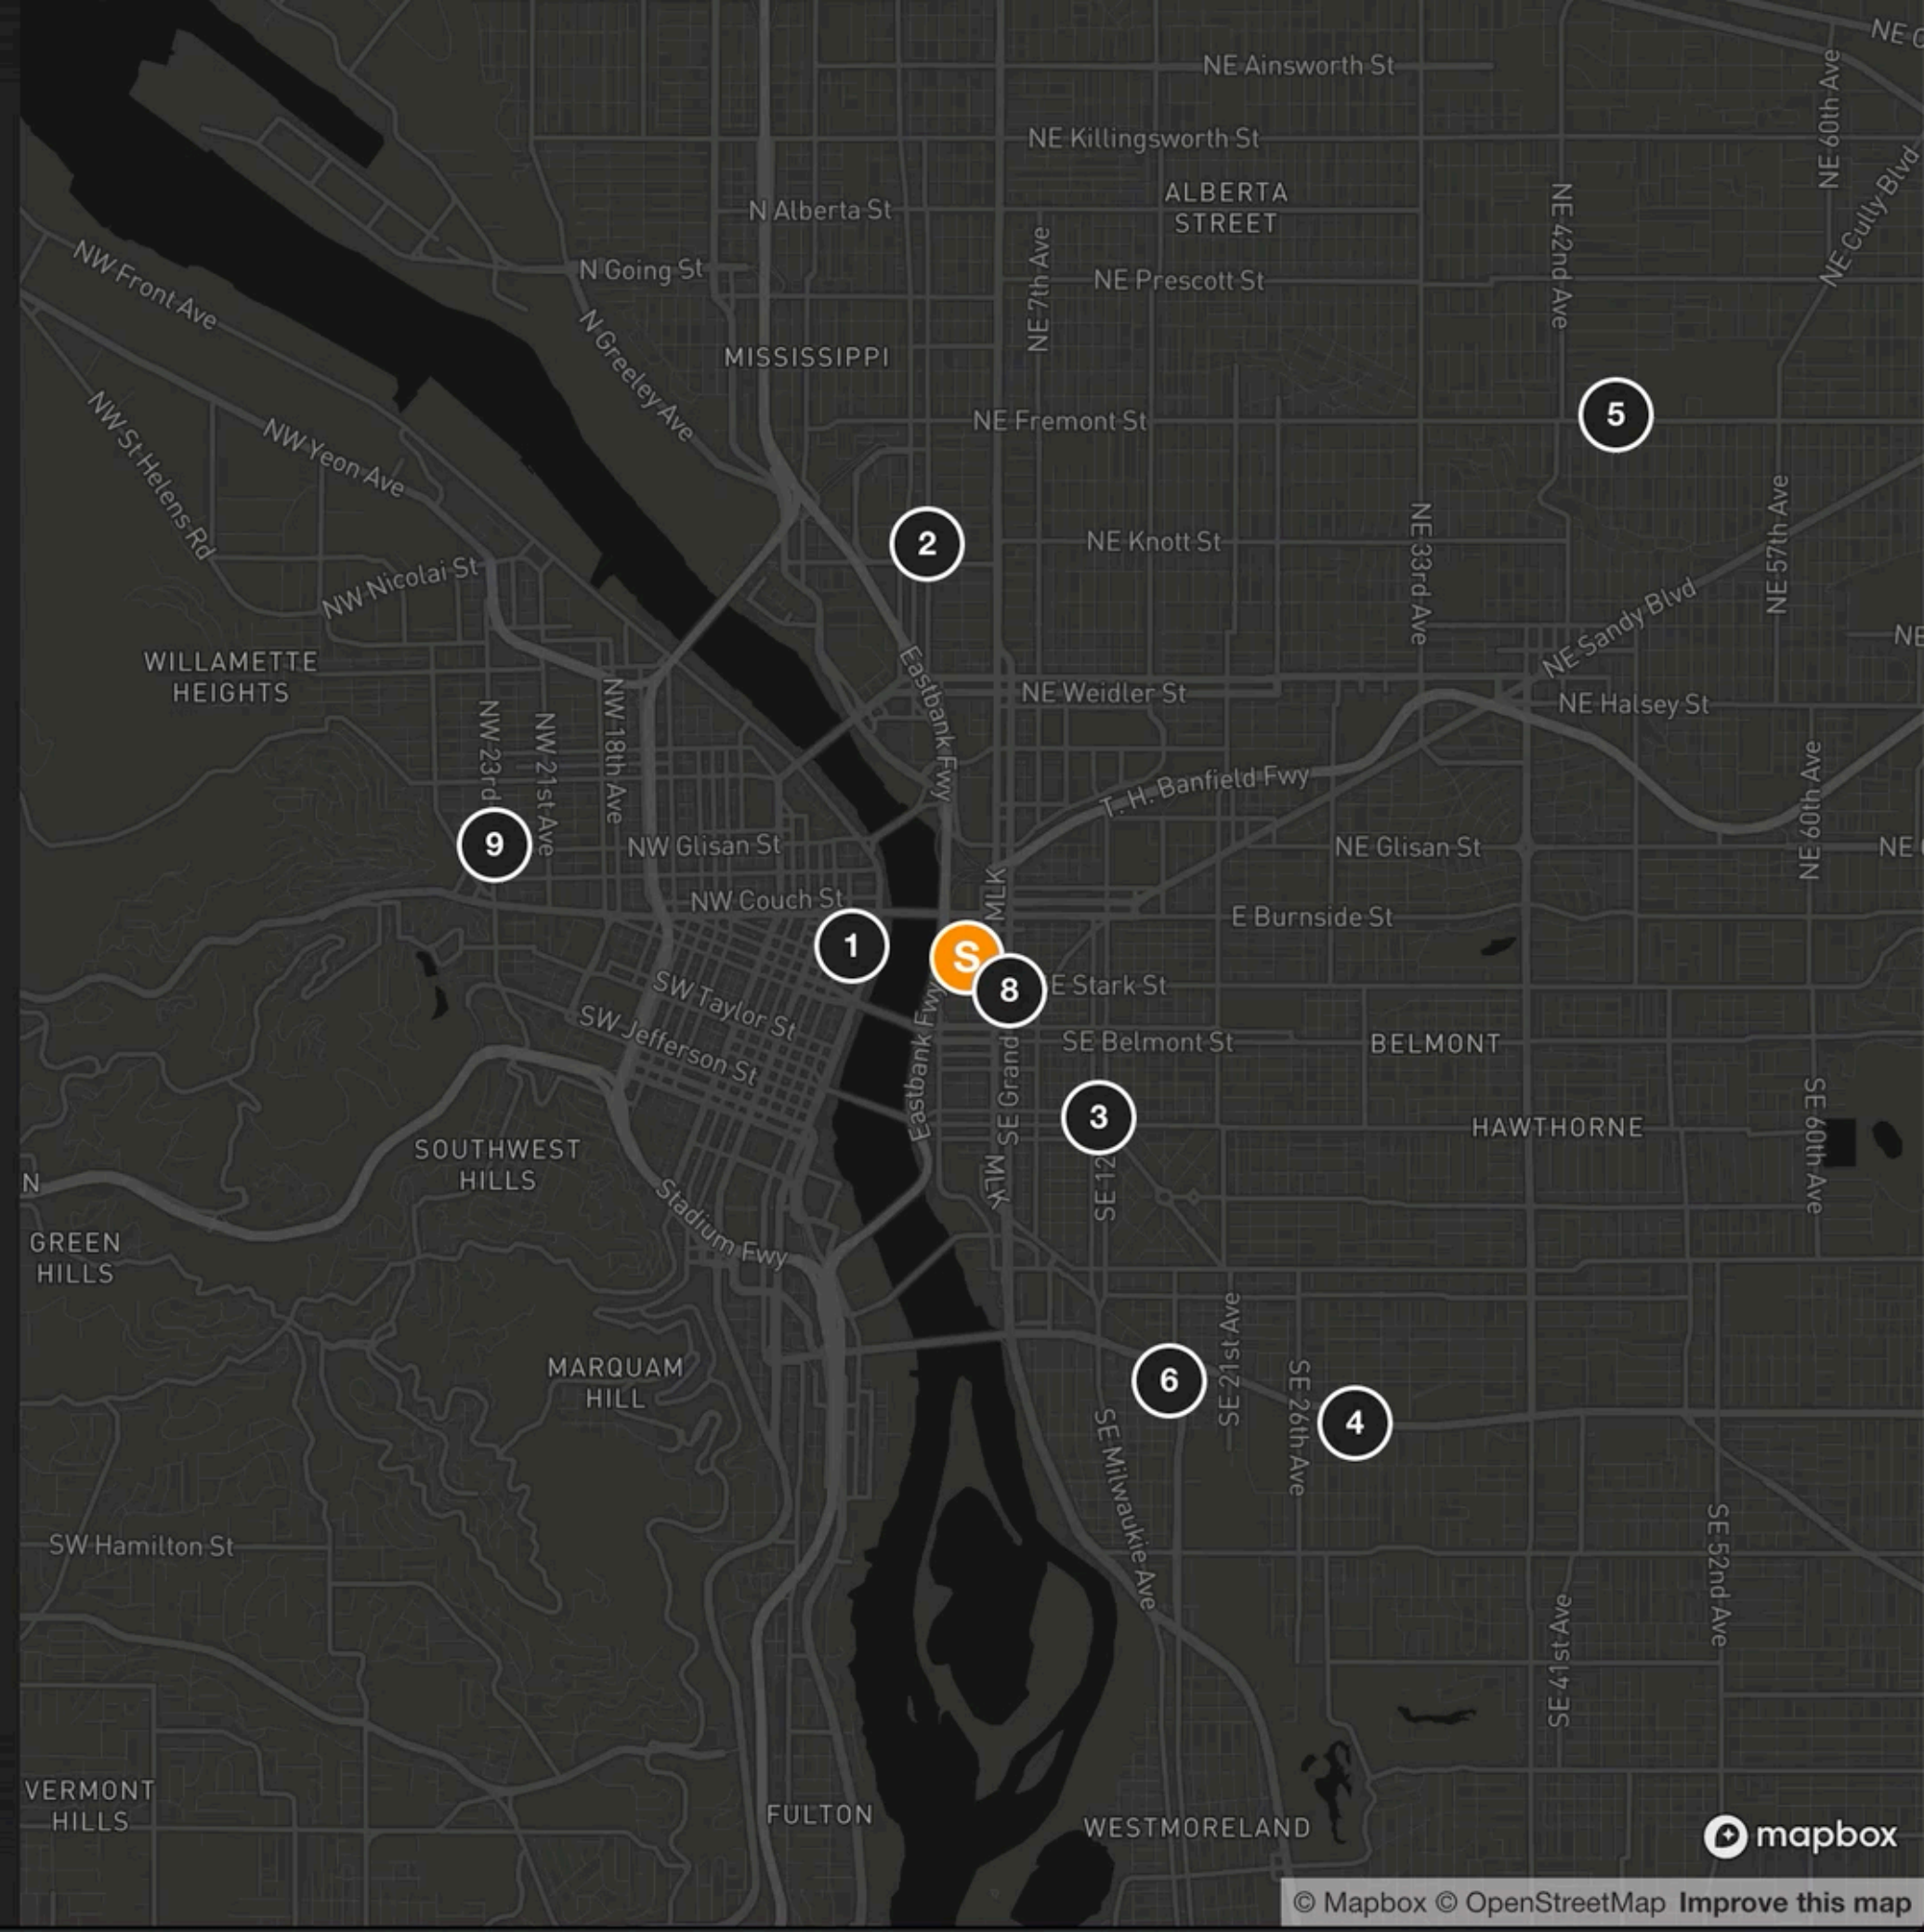 NE C
NE Ainsworth St
NE 60th Ave
NE Killingsworth St
NE Cully Blvd
ALBERTA
STREET
N Alberta St
NE 42nd Ave
NE 7th Ave
N Going St
NE Prescott St
NW Front Ave
N Greeley Ave
MISSISSIPPI
5
NE Fremont St
NW St Helens Rd
NW Yeon Ave
2
NE Knott St
NE 33rd Ave
NE 57th Ave
NW Nicolai St
NE Sandy Blvd
NE
WILLAMETTE
HEIGHTS
Eastbank Fwy
NE Weidler St
NE Halsey St
NW 23rd
NW 21st Ave
NW 18th Ave
T. H. Banfield Fwy
NE 60th Ave
9
NW Glisan St
NE Glisan St
NE
NW Couch St
MLK
E Burnside St
1
S
8
E Stark St
SW Taylor St
SW Jefferson St
Eastbank Fwy
SE Belmont St
BELMONT
SE Grand
3
HAWTHORNE
SE 60th Ave
SOUTHWEST
HILLS
N
MLK
SE 12
Stadium Fwy
GREEN
HILLS
MARQUAM
HILL
6
SE 21st Ave
SE 26th Ave
4
SE Milwaukie Ave
SW Hamilton St
SE 52nd Ave
SE 41st Ave
VERMONT
HILLS
FULTON
WESTMORELAND
mapbox
© Mapbox © OpenStreetMap Improve this map